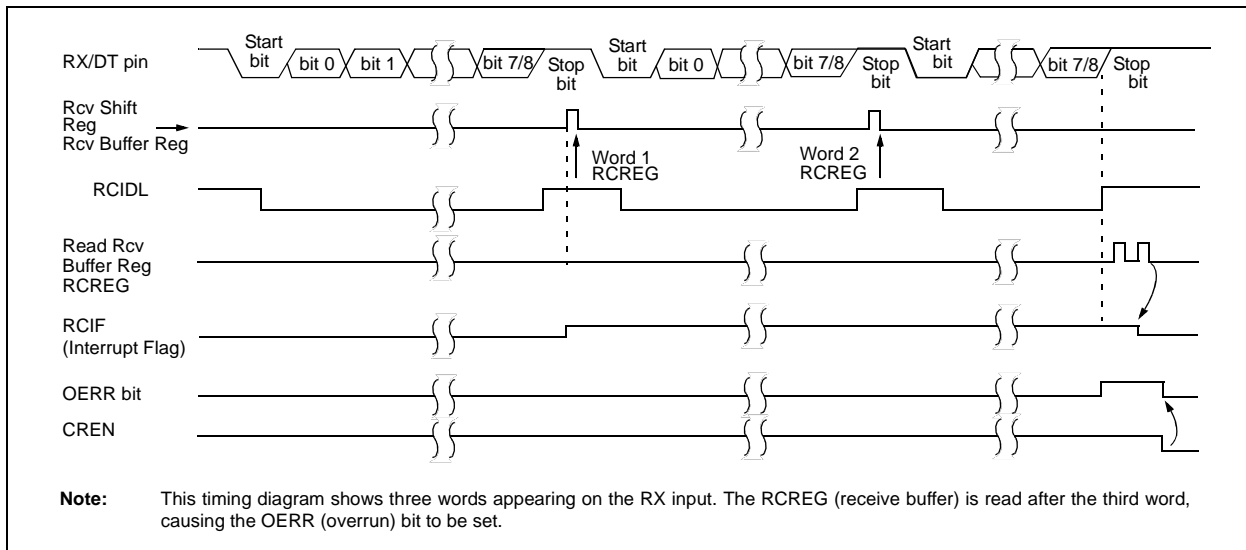 RX/DT pin
Start
bit
bit 0
bit 1
bit 7/8
Stop
bit
Start
bit
bit 0
bit 7/8
Stop
bit
Start
bit
bit 7/8
Stop
bit
Rcv Shift
Reg
Rcv Buffer Reg
Word 1
RCREG
Word 2
RCREG
RCIDL
Read Rcv
Buffer Reg
RCREG
RCIF
(Interrupt Flag)
OERR bit
CREN
Note: This timing diagram shows three words appearing on the RX input. The RCREG (receive buffer) is read after the third word,
causing the OERR (overrun) bit to be set.